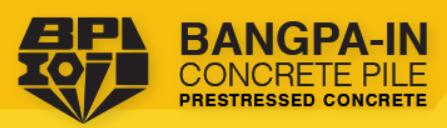 BPI
BANGPA-IN
CONCRETE PILE
PRESTRESSED CONCRETE